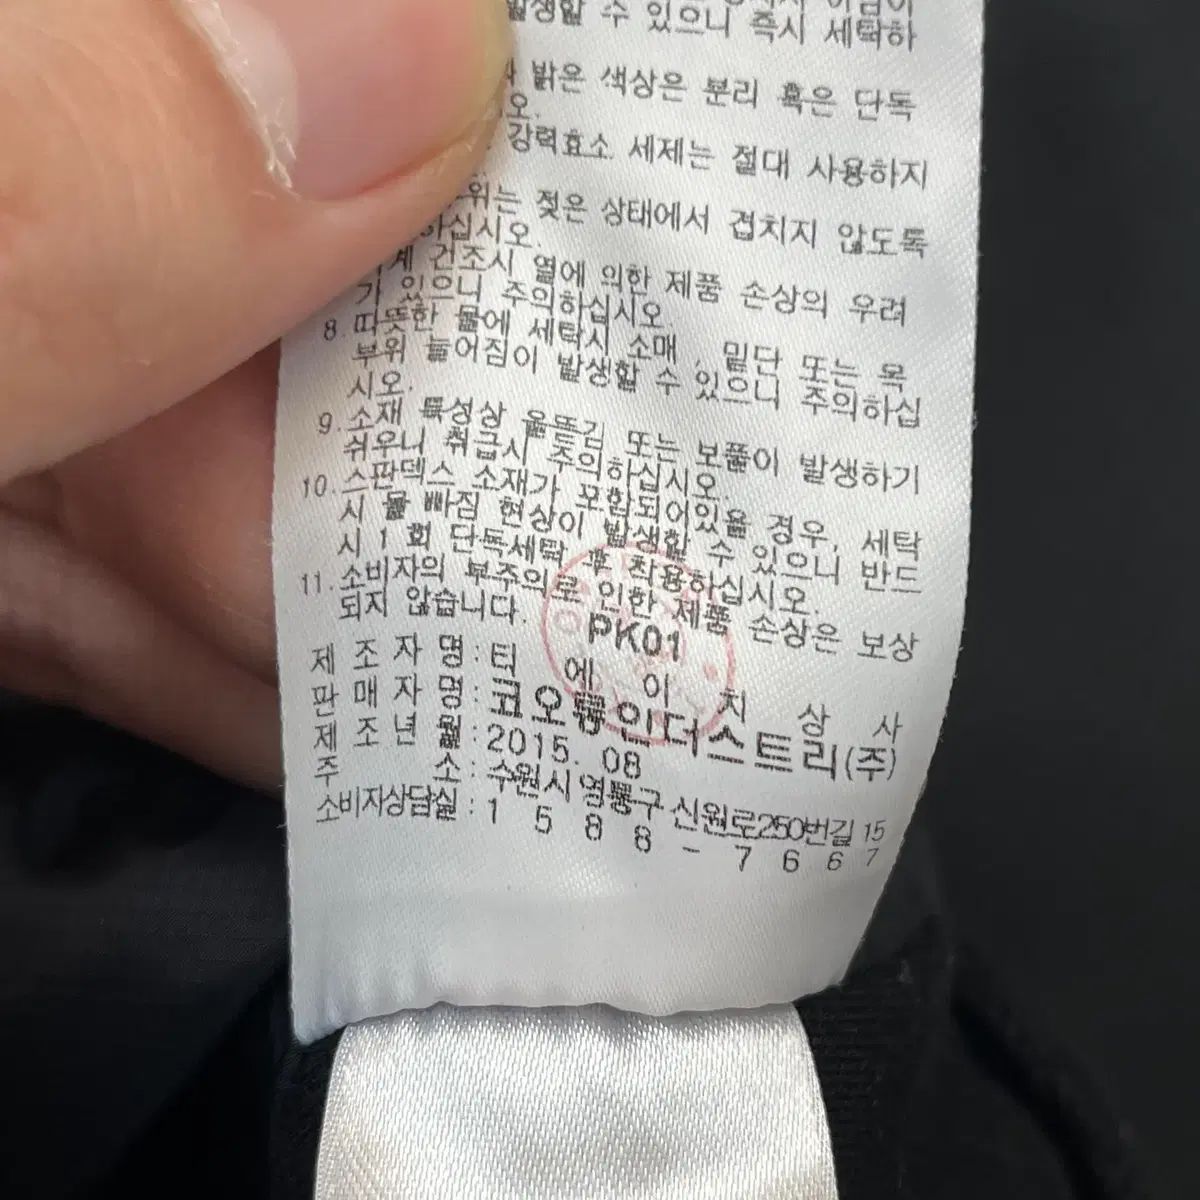 발생할 수 있으니 즉시 세탁하
밝은 색상은 분리 혹은 단독
오.
강력효소 세제는 절대 사용하지
위는 젖은 상태에서 겹치지 않도록
하십시오.
계 건조시 열에 의한 제품 손상의 우려
가 있으니 주의하십시오.
8. 따뜻한 물에 세탁시 소매 , 밑단 또는 목
부위 늘어짐이 발생할 수 있으니 주의하십
시오.
9. 소재 특성상 올뜯김 또는 보풀이 발생하기
쉬우니 취급시 주의하십시오.
10. 스판덱스 소재가 포함되어있을 경우, 세탁
시 물 빠짐 현상이 발생할 수 있으니 반드
시 1 회 단독세탁 후 착용하십시오.
11. 소비자의 부주의로 인한 제품 손상은 보상
되지 않습니다.
PK01
제 조 자 명 : 티 에 이 치 상 사
판 매 자 명 : 코오롱인더스트리(주)
제 조 년 월 : 2015. 08
주 소 : 수원시 영통구 신원로250번길 15
소비자상담실 : 1 5 8 8 - 7 6 6 7